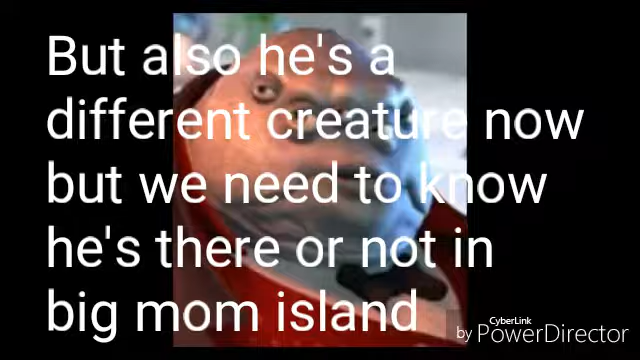 But also he's a
different creature now
but we need to know
he's there or not in
big mom island
CyberLink
by PowerDirector